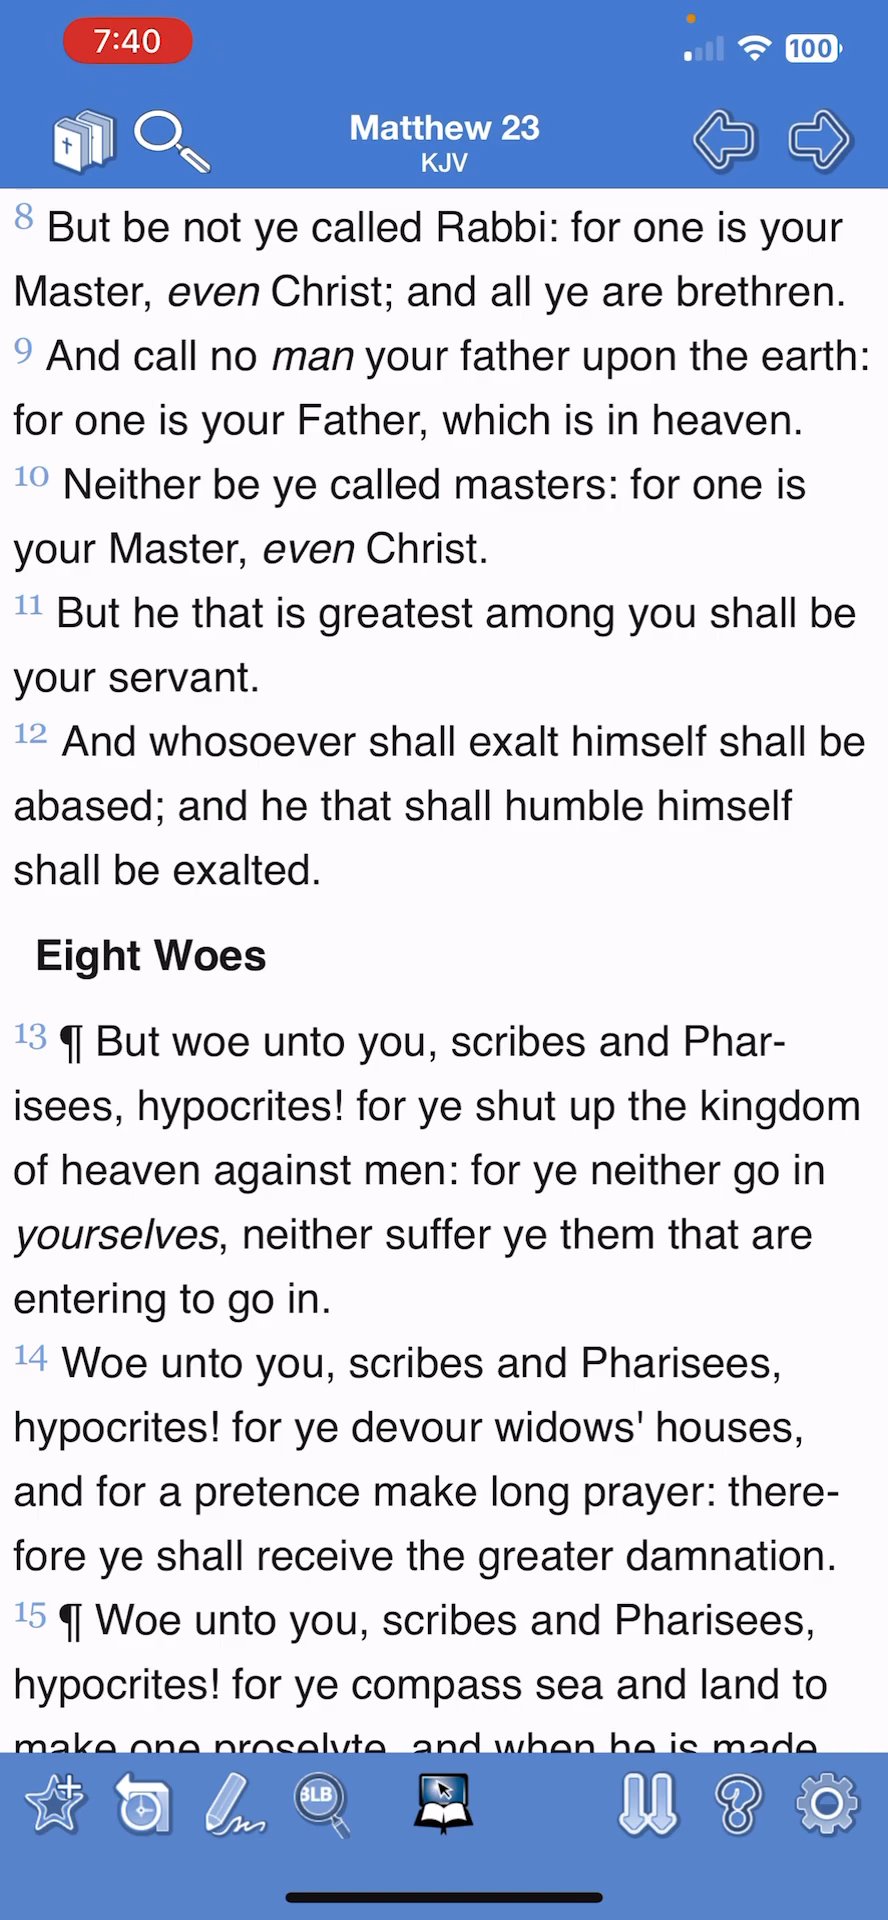 7:40
100
Matthew 23
KJV
8 But be not ye called Rabbi: for one is your
Master, even Christ; and all ye are brethren.
9 And call no man your father upon the earth:
for one is your Father, which is in heaven.
10 Neither be ye called masters: for one is
your Master, even Christ.
11 But he that is greatest among you shall be
your servant.
12 And whosoever shall exalt himself shall be
abased; and he that shall humble himself
shall be exalted.
Eight Woes
13 ¶ But woe unto you, scribes and Phar-
isees, hypocrites! for ye shut up the kingdom
of heaven against men: for ye neither go in
yourselves, neither suffer ye them that are
entering to go in.
14 Woe unto you, scribes and Pharisees,
hypocrites! for ye devour widows' houses,
and for a pretence make long prayer: there-
fore ye shall receive the greater damnation.
15 ¶ Woe unto you, scribes and Pharisees,
hypocrites! for ye compass sea and land to
make one proselyte, and when he is made,
BLB